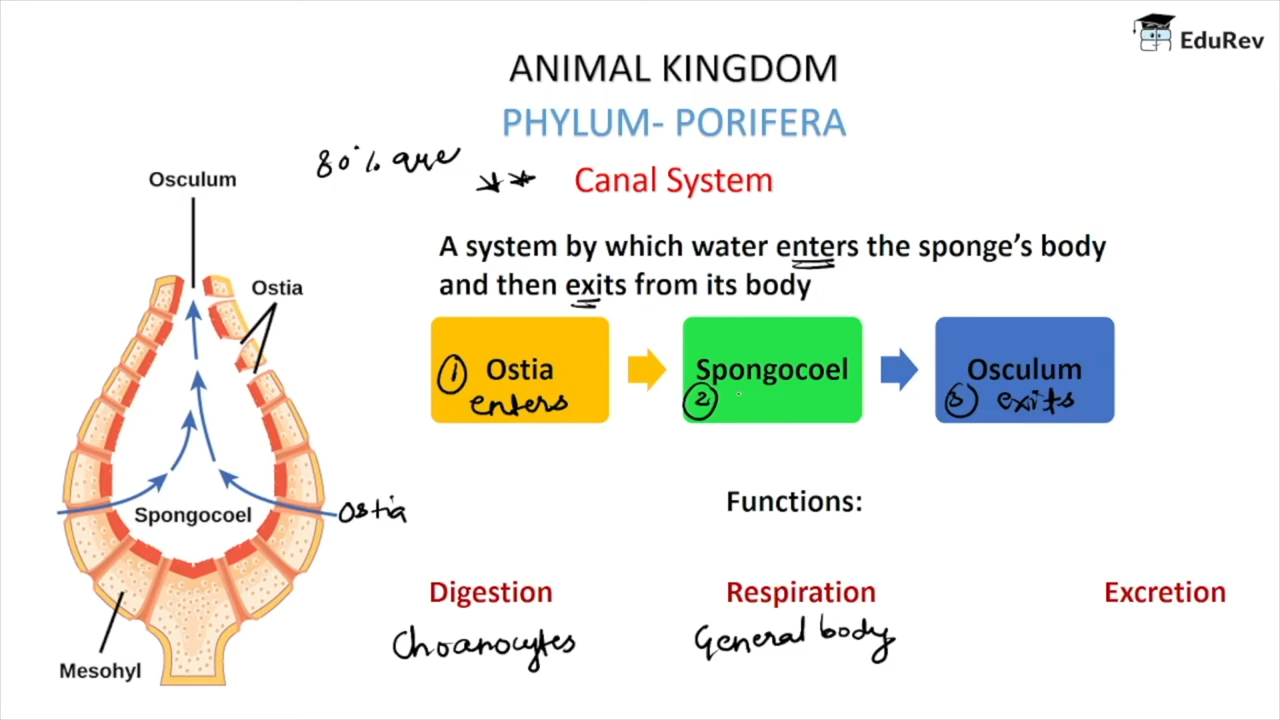 EduRev
ANIMAL KINGDOM
PHYLUM- PORIFERA
80% que
Canal System
Osculum
A system by which water enters the sponge's body
and then exits from its body
Ostia
① Ostia
enters
Spongocoel
②
Osculum
③ exits
Spongocoel
Ostia
Functions:
Digestion
Respiration
Excretion
Choanocytes
General body
Mesohyl